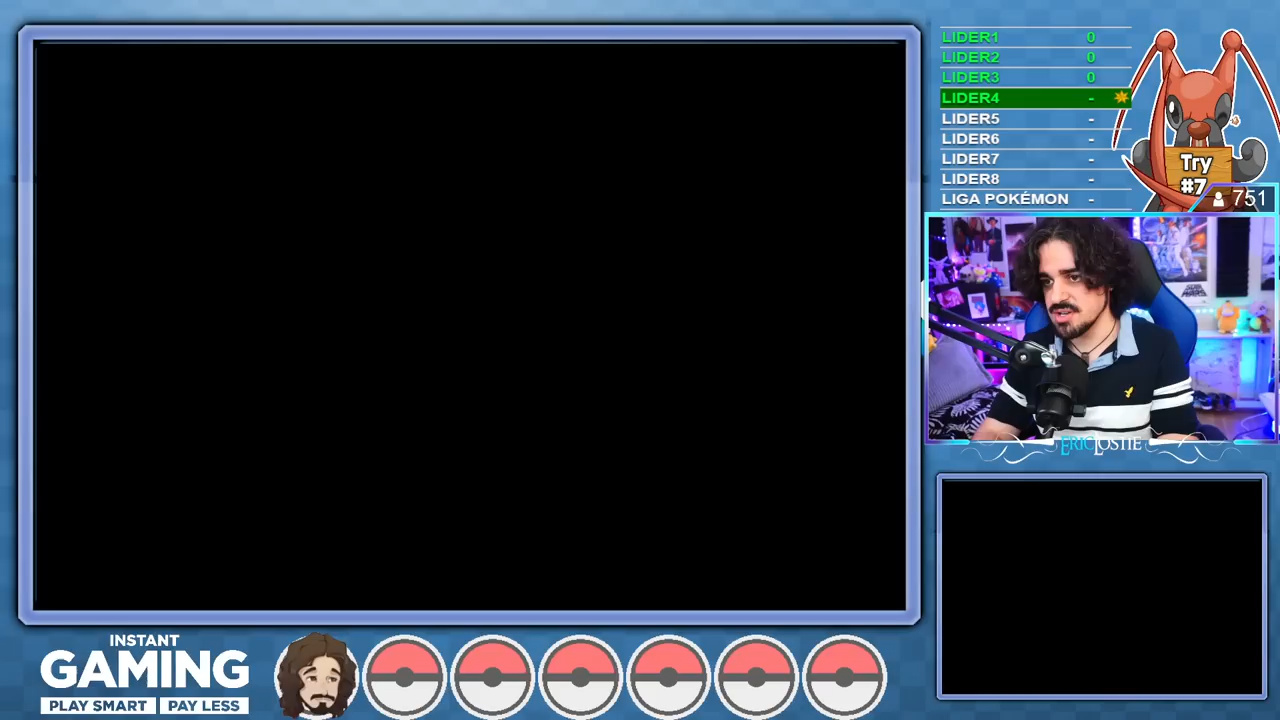 LIDER1 0
LIDER2 0
LIDER3 0
LIDER4 -
LIDER5 -
LIDER6 -
LIDER7 -
LIDER8 -
LIGA POKÉMON -
Try
#7
751
ERICLOSTIE
INSTANT
GAMING
PLAY SMART PAY LESS